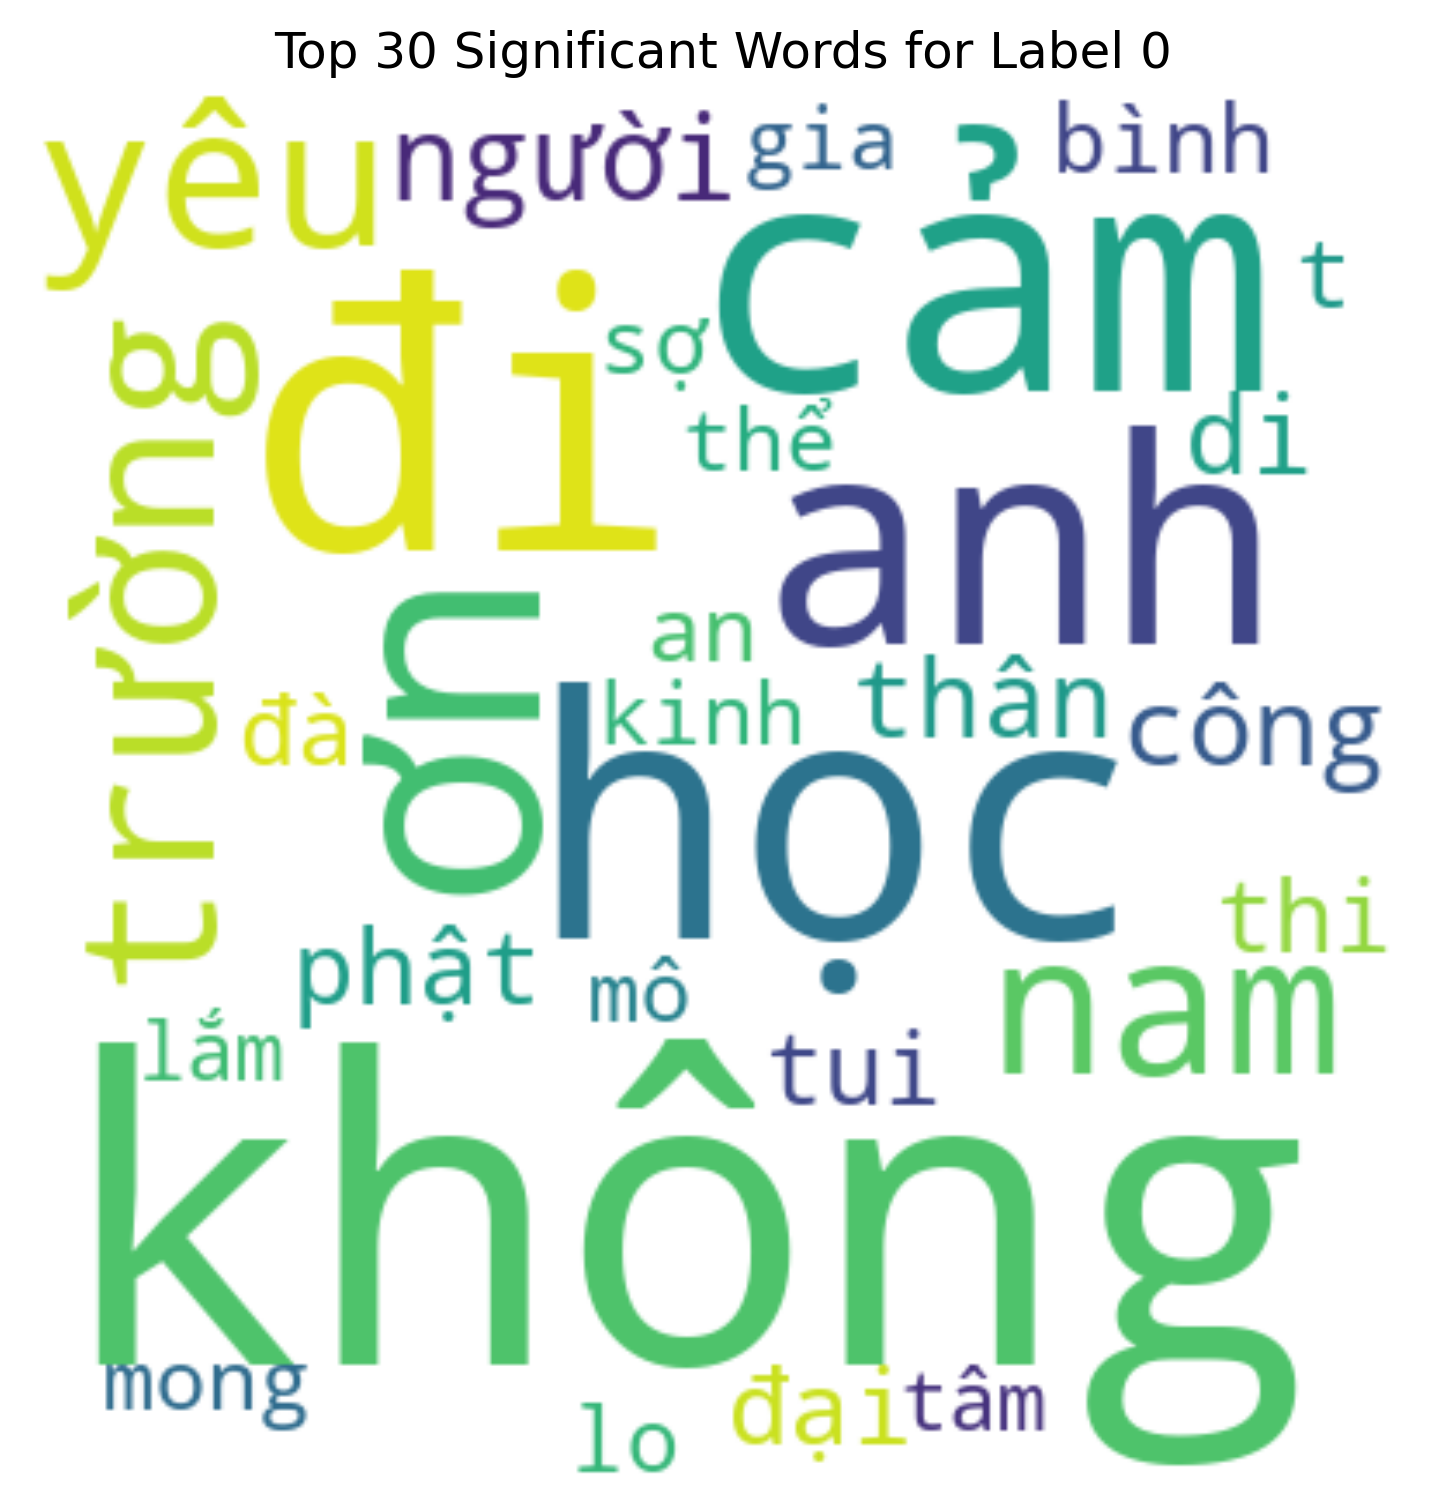 Top 30 Significant Words for Label 0
yêu
người
gia
bình
cảm
t
đi
sợ
trường
thể
di
anh
ơn
an
kinh
thân
công
đà
học
thi
phật
mô
nam
lắm
tui
không
mong
lo
đại
tâm